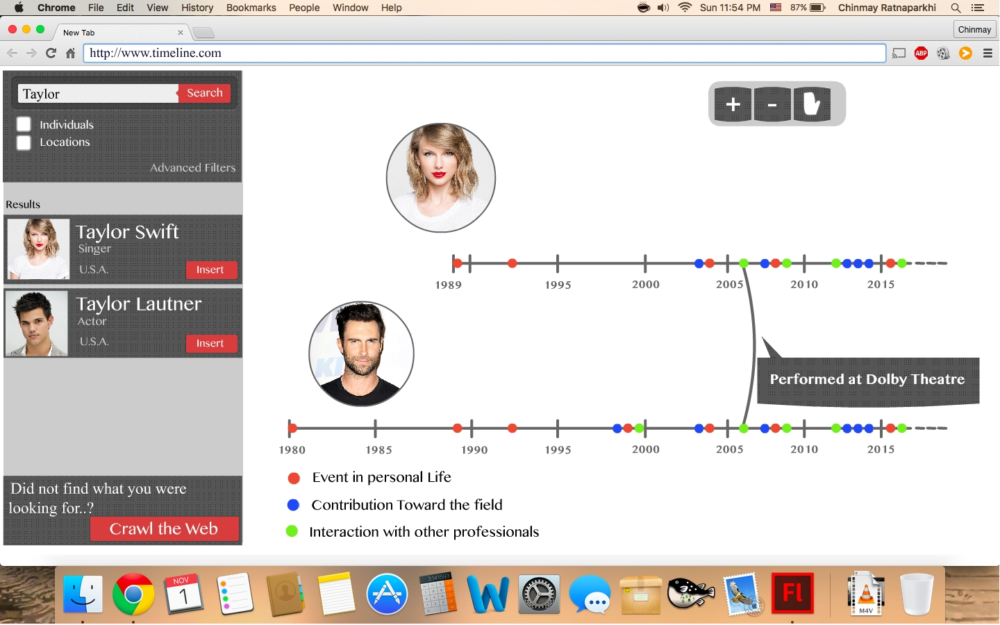 Chrome File Edit View History Bookmarks People Window Help Sun 11:54 PM 87% Chinmay Ratnaparkhi
New Tab
Chinmay
http://www.timeline.com
ABP
Taylor Search
Individuals
Locations
Advanced Filters
Results
Taylor Swift
Singer
U.S.A. Insert
Taylor Lautner
Actor
U.S.A. Insert
Did not find what you were
looking for..?
Crawl the Web
+ -
1989 1995 2000 2005 2010 2015
Performed at Dolby Theatre
1980 1985 1990 1995 2000 2005 2010 2015
Event in personal Life
Contribution Toward the field
Interaction with other professionals
NOV
1
3.141593
W
Fl
M4V